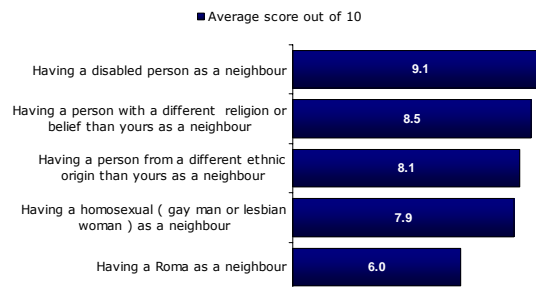 Average score out of 10
Having a disabled person as a neighbour
9.1
Having a person with a different religion or
belief than yours as a neighbour
8.5
Having a person from a different ethnic
origin than yours as a neighbour
8.1
Having a homosexual ( gay man or lesbian
woman ) as a neighbour
7.9
Having a Roma as a neighbour
6.0